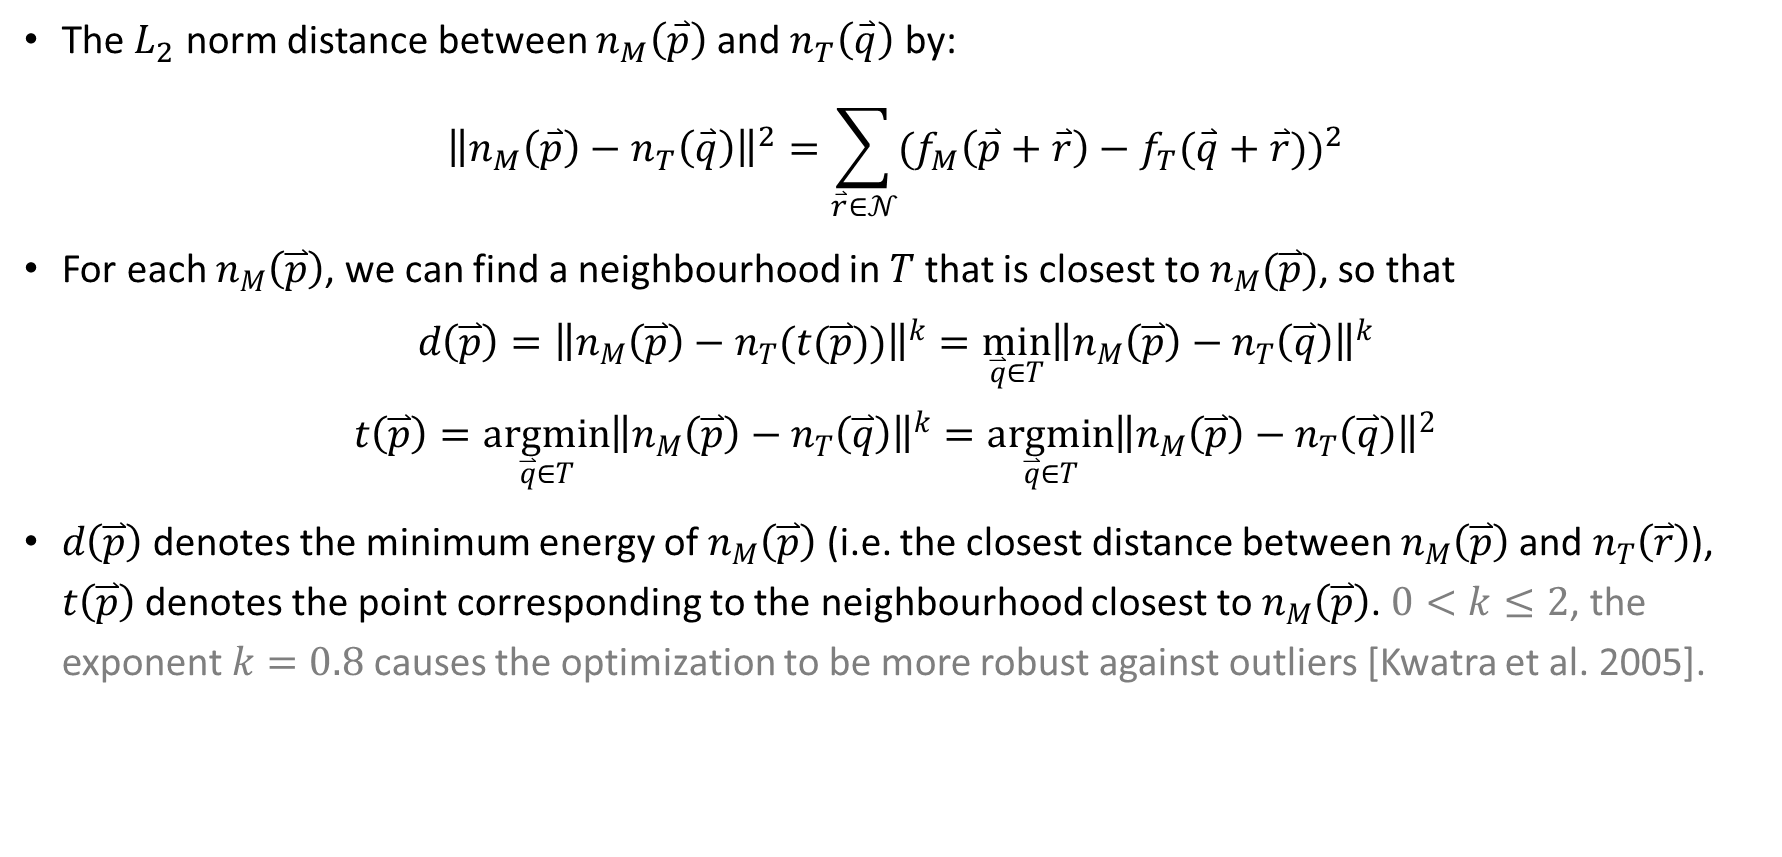 • The 𝐿₂ norm distance between 𝑛_𝑀(𝑝⃗) and 𝑛_𝑇(𝑞⃗) by:
‖𝑛_𝑀(𝑝⃗) − 𝑛_𝑇(𝑞⃗)‖² = ∑_{𝑟⃗∈𝒩} (𝑓_𝑀(𝑝⃗ + 𝑟⃗) − 𝑓_𝑇(𝑞⃗ + 𝑟⃗))²
• For each 𝑛_𝑀(𝑝⃗), we can find a neighbourhood in 𝑇 that is closest to 𝑛_𝑀(𝑝⃗), so that
𝑑(𝑝⃗) = ‖𝑛_𝑀(𝑝⃗) − 𝑛_𝑇(𝑡(𝑝⃗))‖^𝑘 = min_{𝑞⃗∈𝑇}‖𝑛_𝑀(𝑝⃗) − 𝑛_𝑇(𝑞⃗)‖^𝑘
𝑡(𝑝⃗) = argmin_{𝑞⃗∈𝑇}‖𝑛_𝑀(𝑝⃗) − 𝑛_𝑇(𝑞⃗)‖^𝑘 = argmin_{𝑞⃗∈𝑇}‖𝑛_𝑀(𝑝⃗) − 𝑛_𝑇(𝑞⃗)‖²
• 𝑑(𝑝⃗) denotes the minimum energy of 𝑛_𝑀(𝑝⃗) (i.e. the closest distance between 𝑛_𝑀(𝑝⃗) and 𝑛_𝑇(𝑟⃗)),
𝑡(𝑝⃗) denotes the point corresponding to the neighbourhood closest to 𝑛_𝑀(𝑝⃗). 0 < 𝑘 ≤ 2, the
exponent 𝑘 = 0.8 causes the optimization to be more robust against outliers [Kwatra et al. 2005].